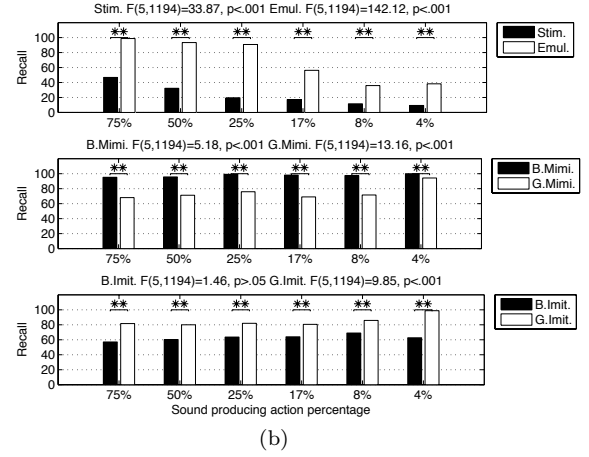 Stim. F(5,1194)=33.87, p<.001 Emul. F(5,1194)=142.12, p<.001
Recall
100
80
60
40
20
0
** ** ** ** ** **
75% 50% 25% 17% 8% 4%
Stim.
Emul.
B.Mimi. F(5,1194)=5.18, p<.001 G.Mimi. F(5,1194)=13.16, p<.001
Recall
100
80
60
40
20
0
** ** ** ** ** **
75% 50% 25% 17% 8% 4%
B.Mimi.
G.Mimi.
B.Imit. F(5,1194)=1.46, p>.05 G.Imit. F(5,1194)=9.85, p<.001
Recall
100
80
60
40
20
0
** ** ** ** ** **
75% 50% 25% 17% 8% 4%
B.Imit.
G.Imit.
Sound producing action percentage
(b)